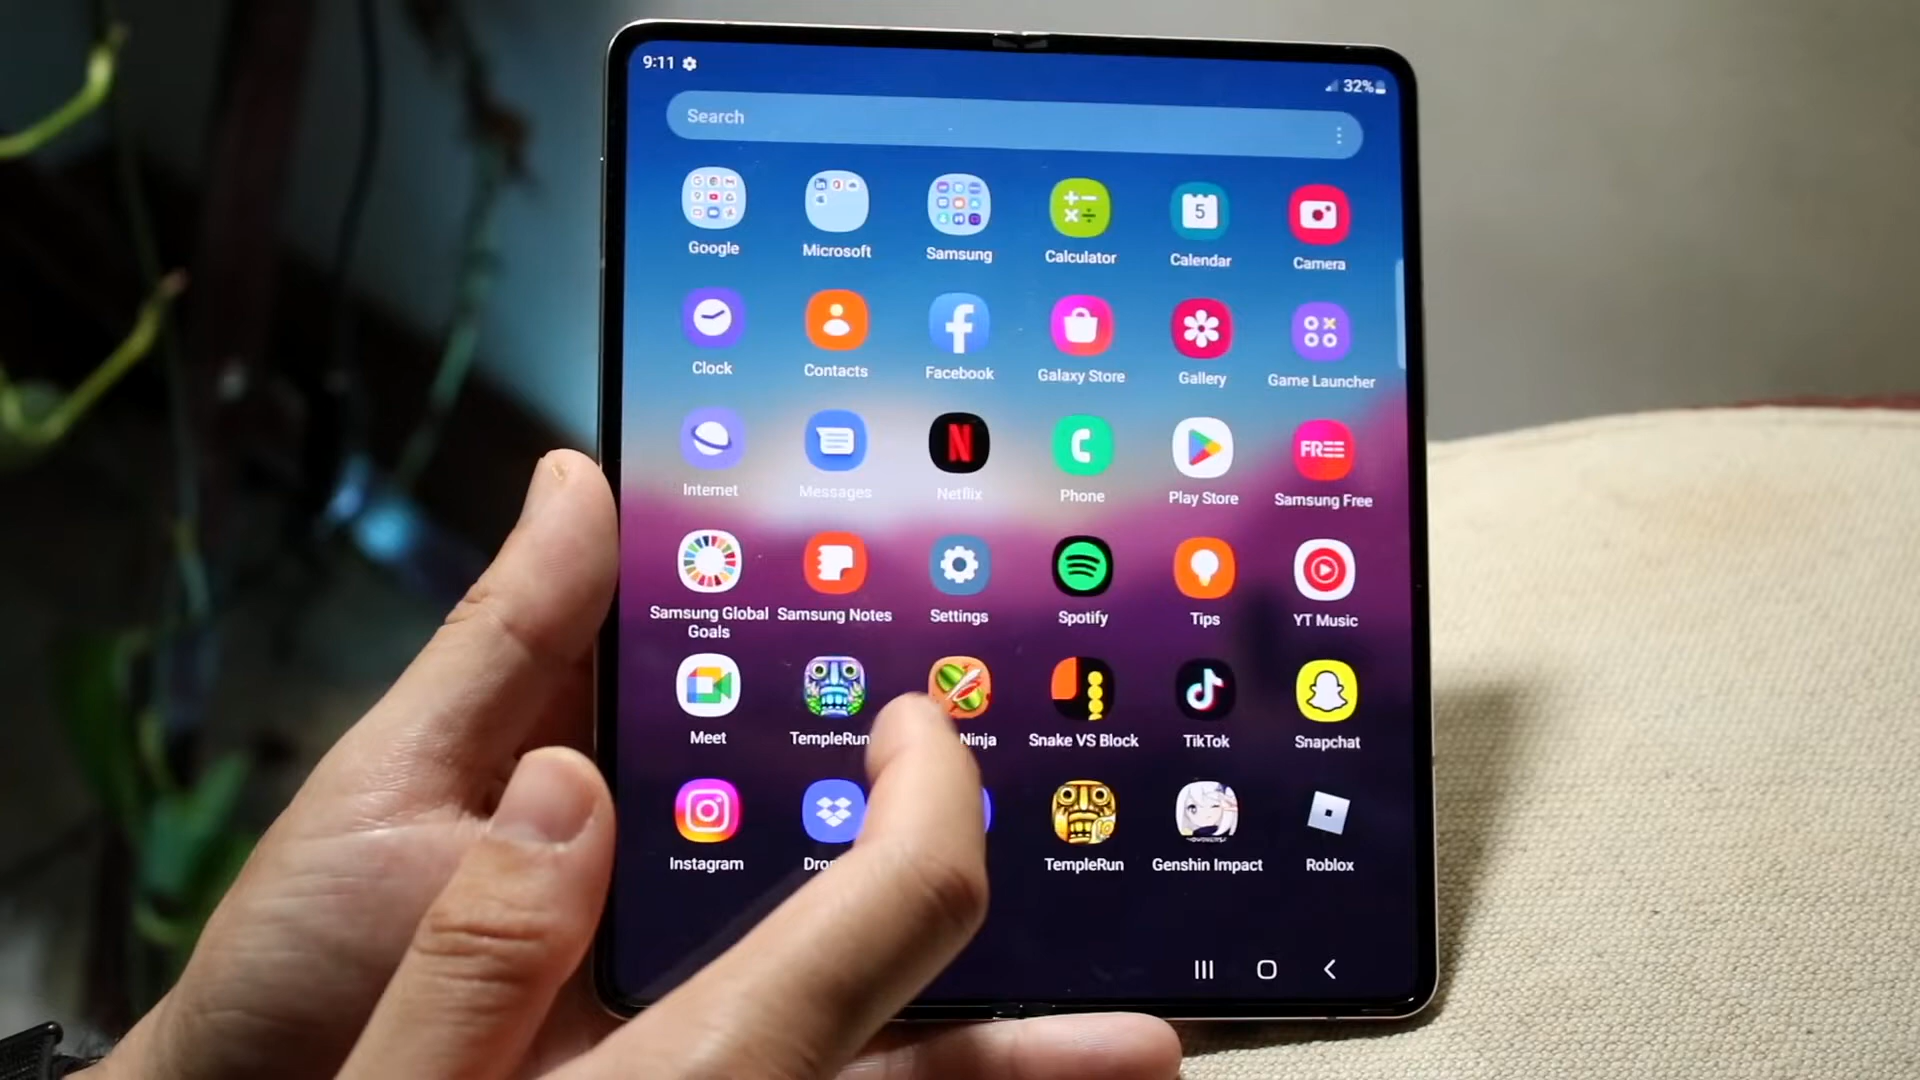 9:11
32%
Search
Google
Microsoft
Samsung
Calculator
5
Calendar
Camera
Clock
Contacts
Facebook
Galaxy Store
Gallery
Game Launcher
FREE
Internet
Messages
Netflix
Phone
Play Store
Samsung Free
Samsung Global
Goals
Samsung Notes
Settings
Spotify
Tips
YT Music
Meet
TempleRun
Ninja
Snake VS Block
TikTok
Snapchat
Instagram
TempleRun
Genshin Impact
Roblox